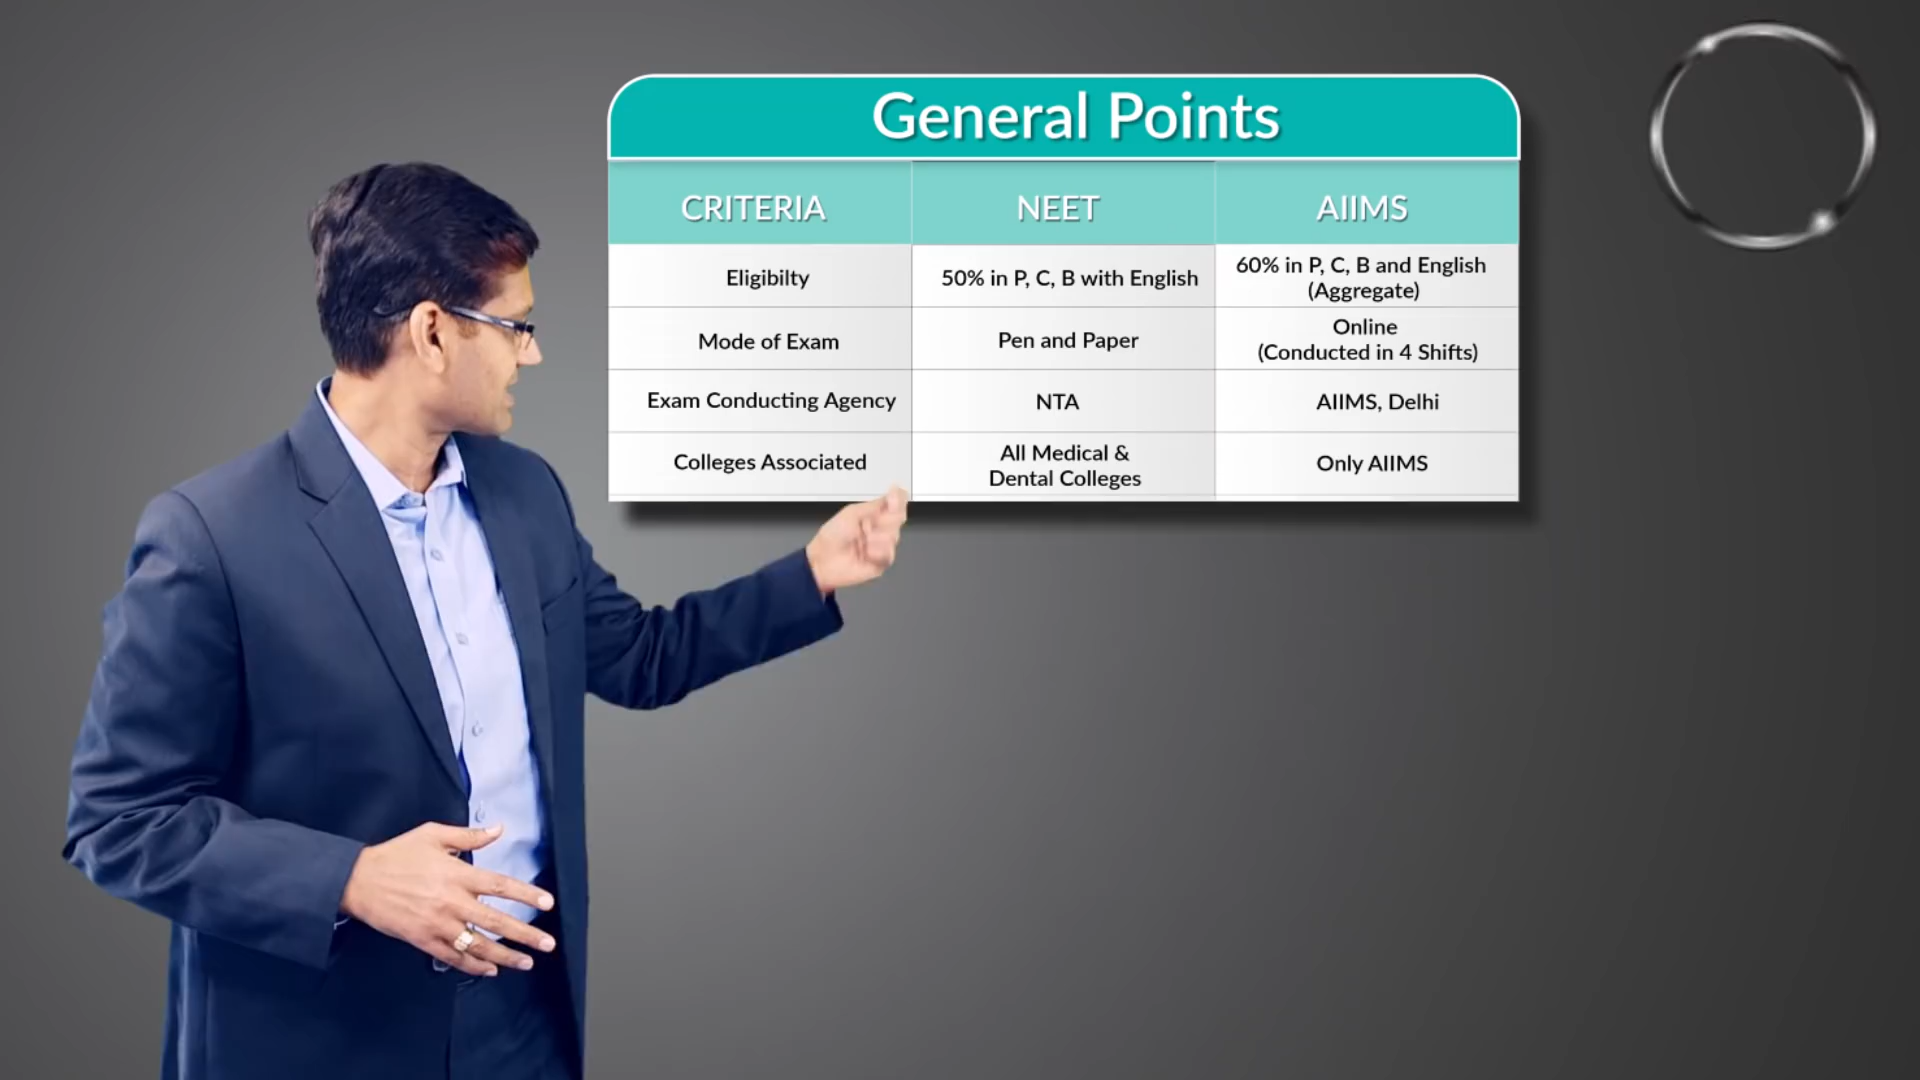 General Points
CRITERIA NEET AIIMS
Eligibilty 50% in P, C, B with English 60% in P, C, B and English
(Aggregate)
Mode of Exam Pen and Paper Online
(Conducted in 4 Shifts)
Exam Conducting Agency NTA AIIMS, Delhi
Colleges Associated All Medical &
Dental Colleges Only AIIMS